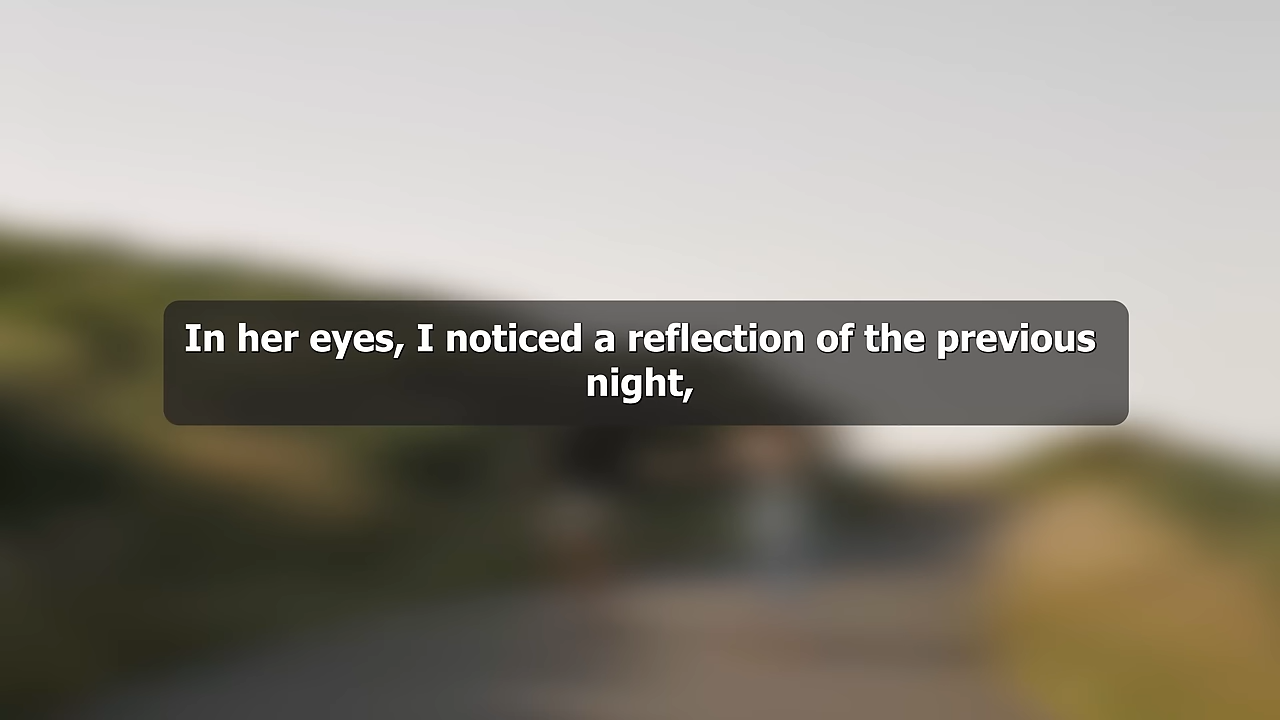 In her eyes, I noticed a reflection of the previous
night,